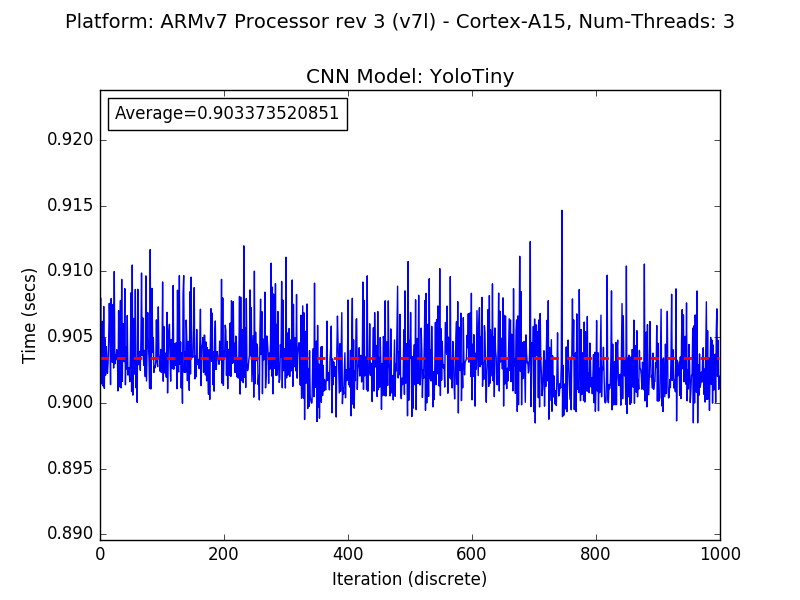 Platform: ARMv7 Processor rev 3 (v7l) - Cortex-A15, Num-Threads: 3
CNN Model: YoloTiny
Average=0.903373520851
0.920
0.915
0.910
0.905
0.900
0.895
0.890
Time (secs)
0 200 400 600 800 1000
Iteration (discrete)